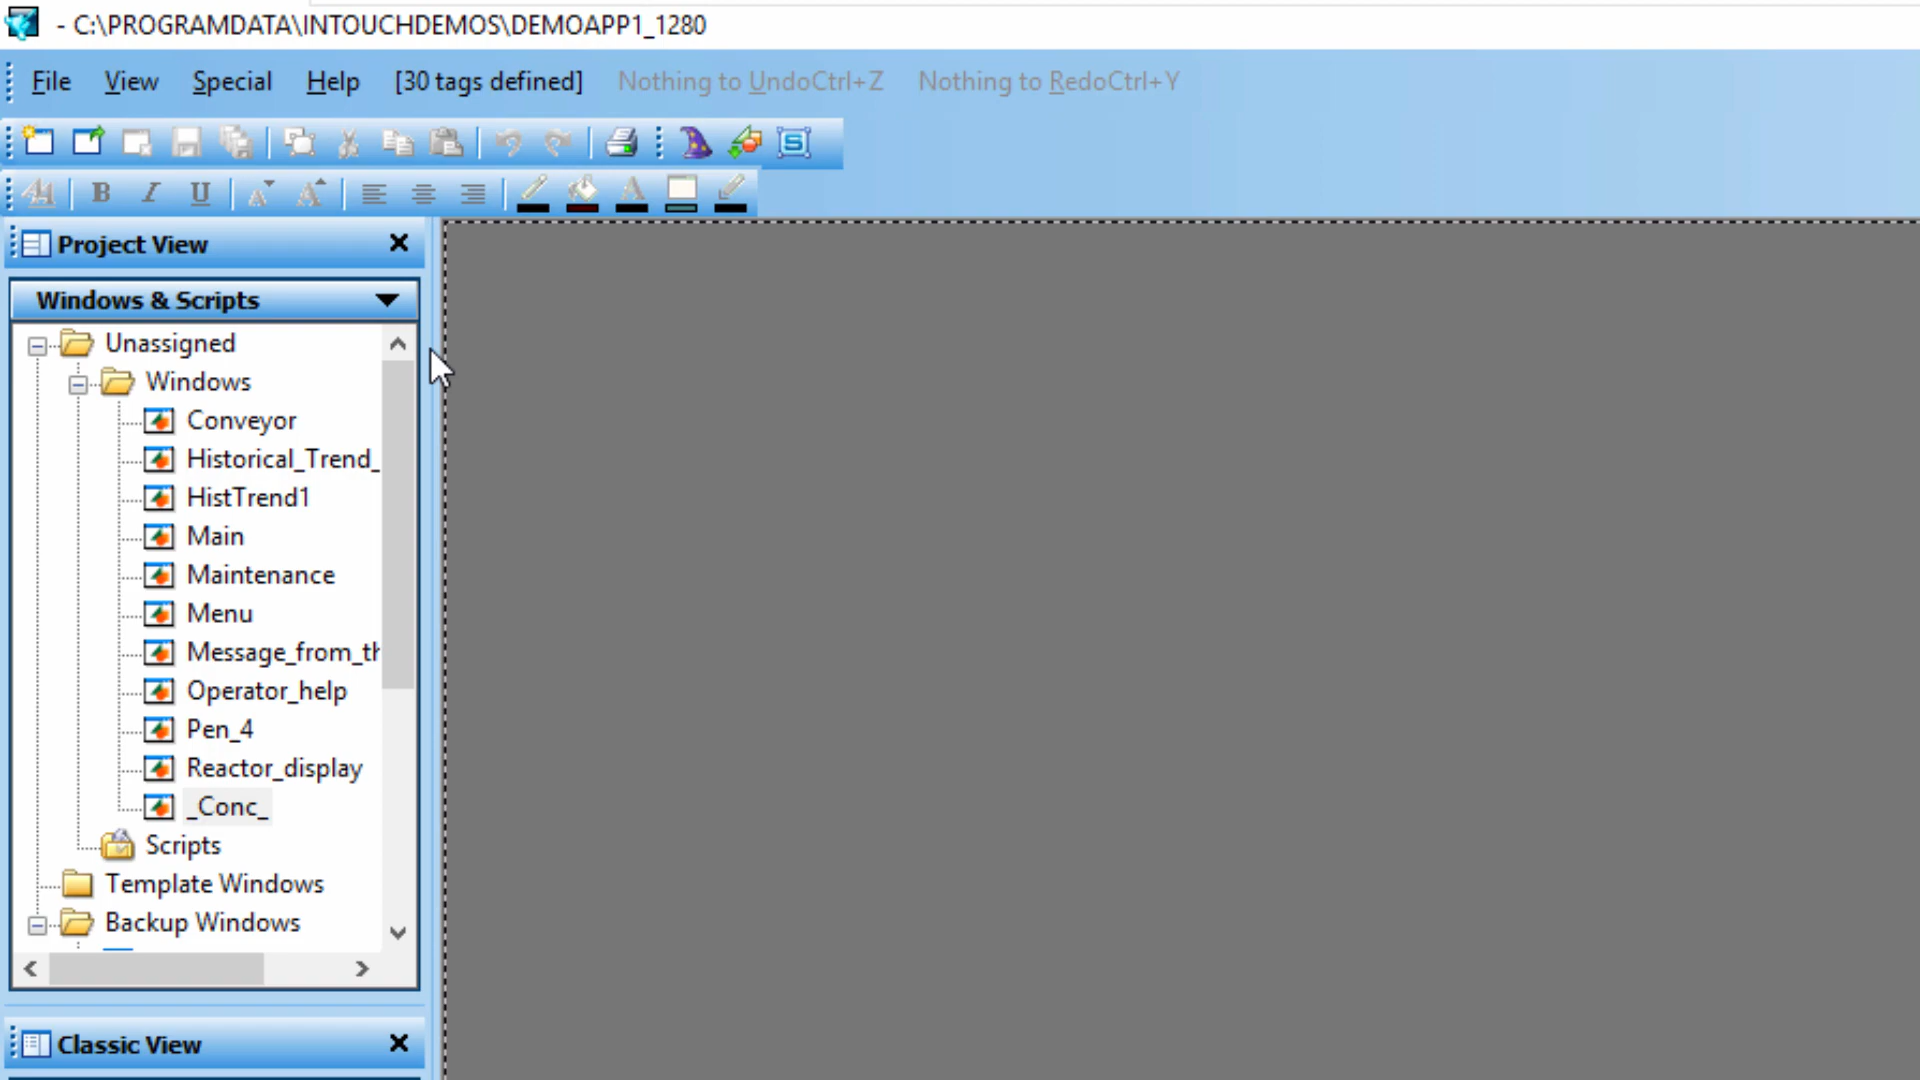 - C:\PROGRAMDATA\INTOUCHDEMOS\DEMOAPP1_1280
File View Special Help [30 tags defined] Nothing to UndoCtrl+Z Nothing to RedoCtrl+Y
B I U A A A
Project View
Windows & Scripts
Unassigned
Windows
Conveyor
Historical_Trend_
HistTrend1
Main
Maintenance
Menu
Message_from_th
Operator_help
Pen_4
Reactor_display
_Conc_
Scripts
Template Windows
Backup Windows
Classic View